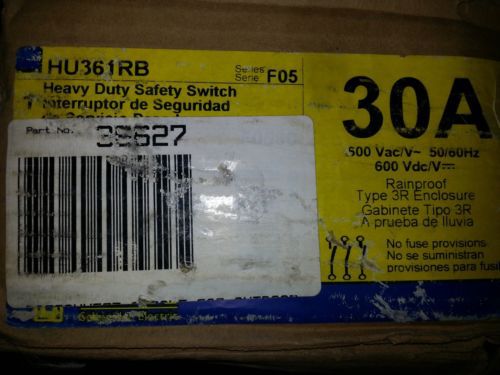 HU361RB
Series
Serie
F05
Heavy Duty Safety Switch
Interruptor de Seguridad
Part No.
38627
30A
600 Vac/V~ 50/60Hz
600 Vdc/V
Rainproof
Type 3R Enclosure
Gabinete Tipo 3R
A prueba de lluvia
No fuse provisions
No se suministran
provisiones para fusi
Electric